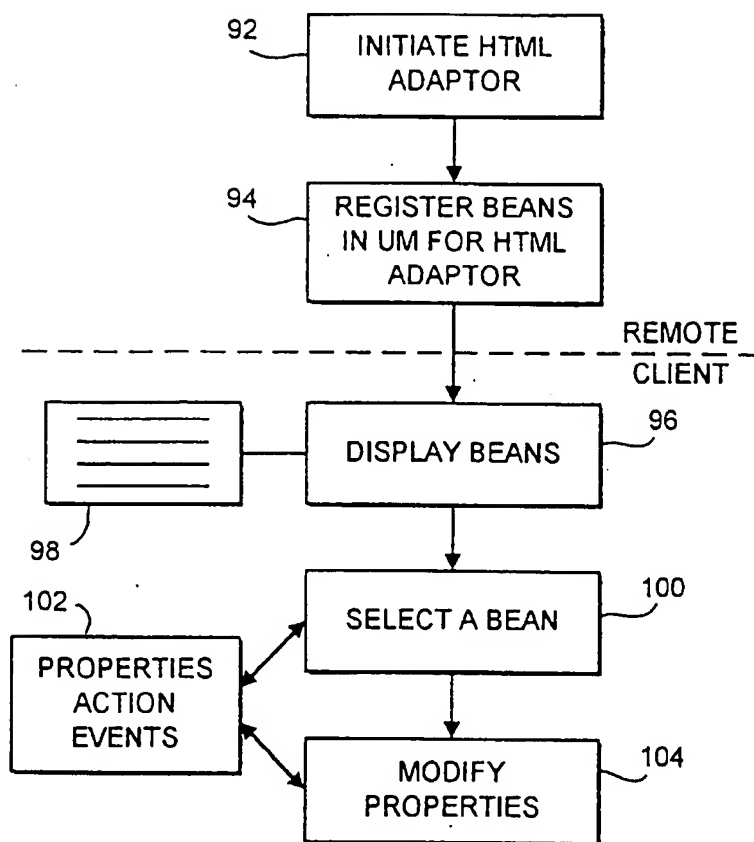 92
INITIATE HTML
ADAPTOR
94
REGISTER BEANS
IN UM FOR HTML
ADAPTOR
REMOTE
CLIENT
96
DISPLAY BEANS
98
100
102
SELECT A BEAN
PROPERTIES
ACTION
EVENTS
104
MODIFY
PROPERTIES